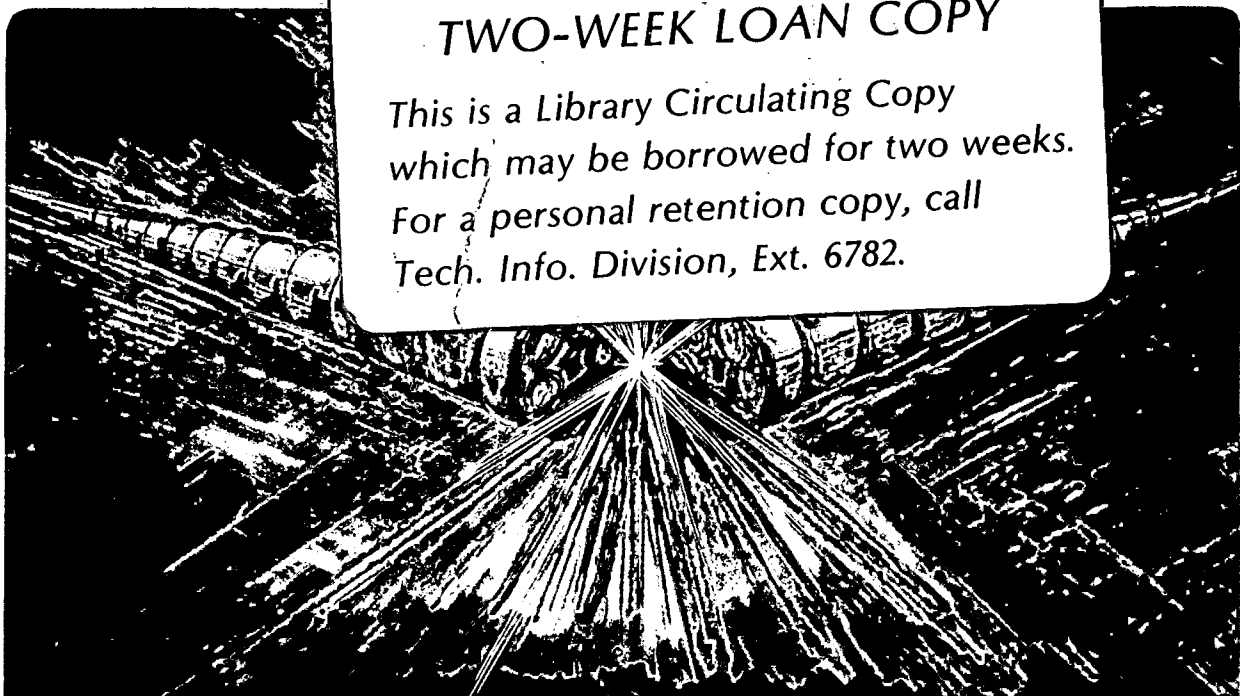 TWO-WEEK LOAN COPY
This is a Library Circulating Copy
which may be borrowed for two weeks.
For a personal retention copy, call
Tech. Info. Division, Ext. 6782.